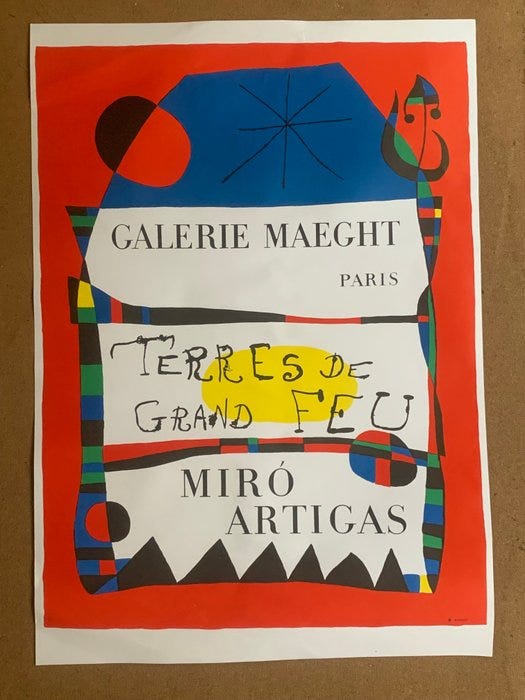 GALERIE MAEGHT
PARIS
TERRES DE
GRAND FEU
MIRÓ
ARTIGAS